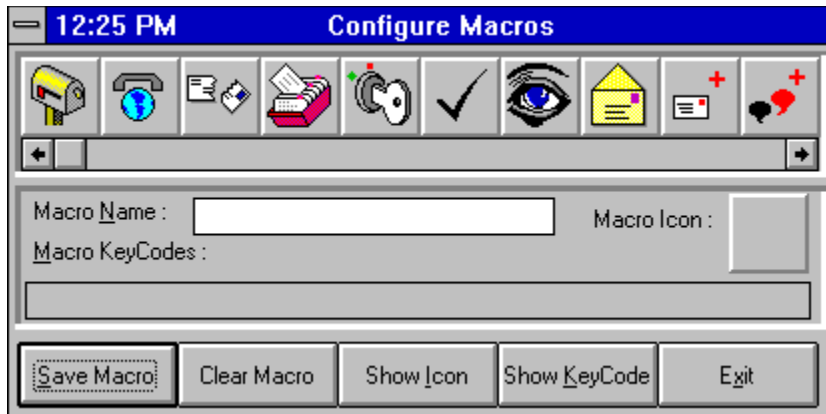 12:25 PM Configure Macros
Macro Name :
Macro Icon :
Macro KeyCodes :
Save Macro Clear Macro Show Icon Show KeyCode Exit